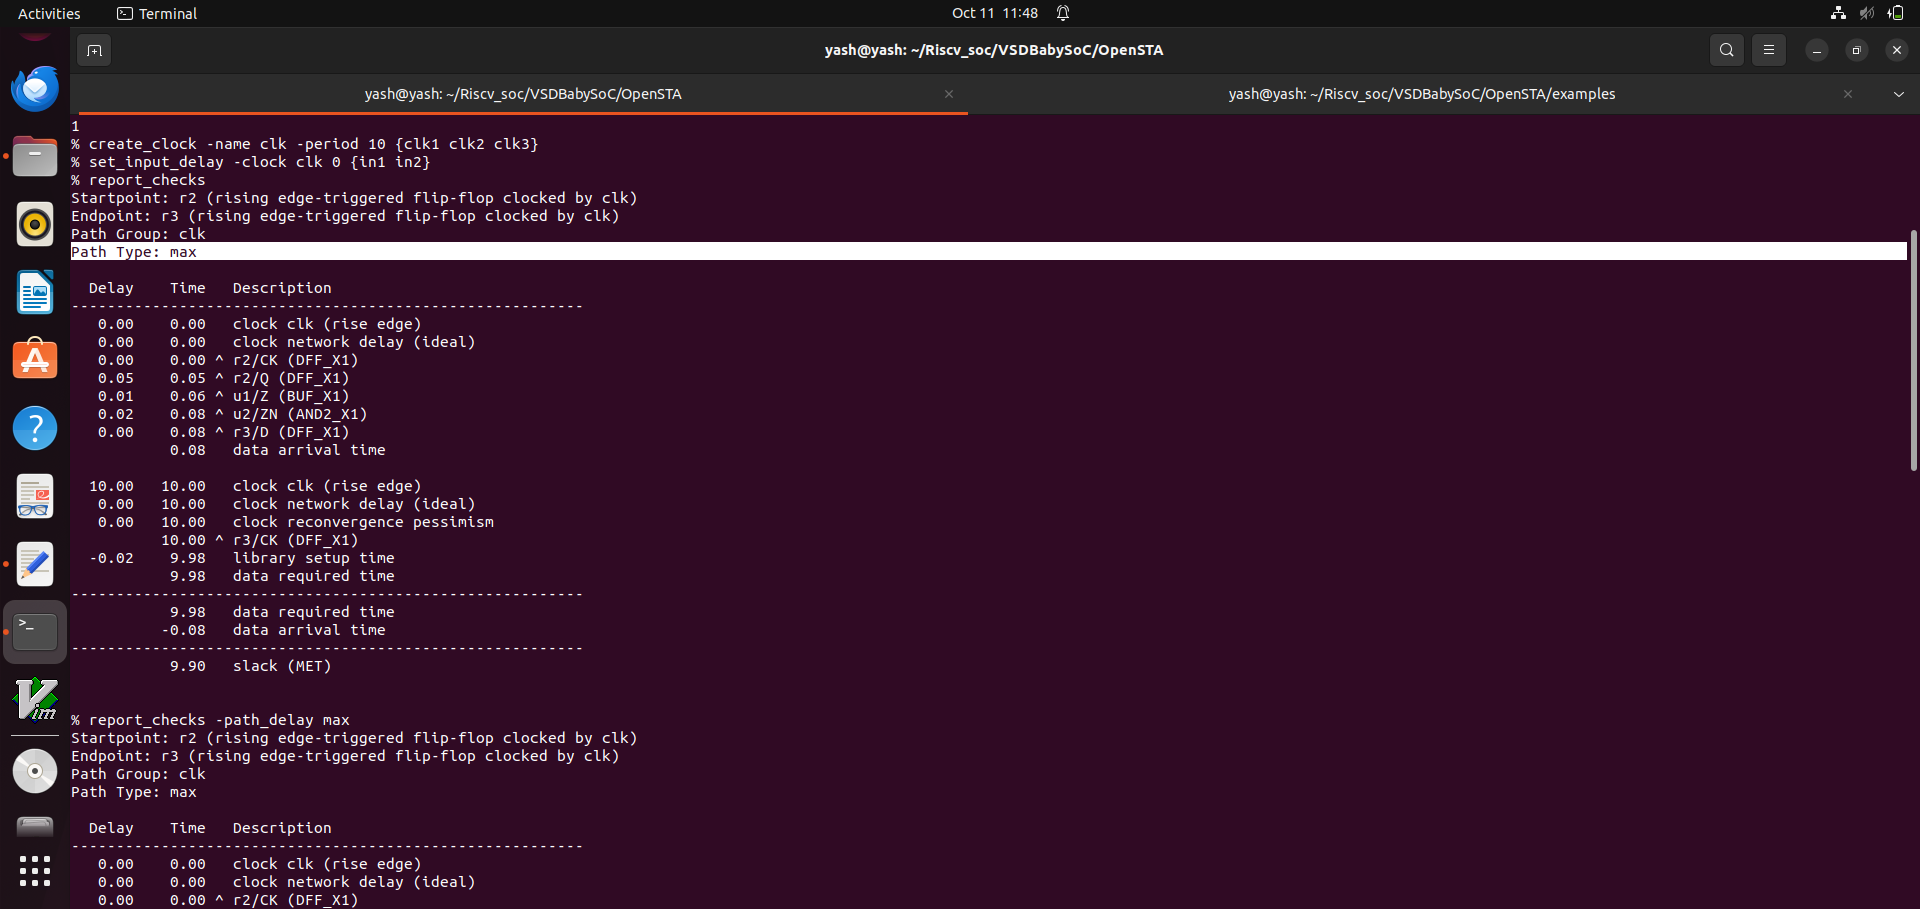 Activities Terminal Oct 11 11:48
yash@yash: ~/Riscv_soc/VSDBabySoC/OpenSTA
yash@yash: ~/Riscv_soc/VSDBabySoC/OpenSTA yash@yash: ~/Riscv_soc/VSDBabySoC/OpenSTA/examples
1
% create_clock -name clk -period 10 {clk1 clk2 clk3}
% set_input_delay -clock clk 0 {in1 in2}
% report_checks
Startpoint: r2 (rising edge-triggered flip-flop clocked by clk)
Endpoint: r3 (rising edge-triggered flip-flop clocked by clk)
Path Group: clk
Path Type: max
  Delay    Time   Description
---------------------------------------------------------
   0.00    0.00   clock clk (rise edge)
   0.00    0.00   clock network delay (ideal)
   0.00    0.00 ^ r2/CK (DFF_X1)
   0.05    0.05 ^ r2/Q (DFF_X1)
   0.01    0.06 ^ u1/Z (BUF_X1)
   0.02    0.08 ^ u2/ZN (AND2_X1)
   0.00    0.08 ^ r3/D (DFF_X1)
           0.08   data arrival time
  10.00   10.00   clock clk (rise edge)
   0.00   10.00   clock network delay (ideal)
   0.00   10.00   clock reconvergence pessimism
          10.00 ^ r3/CK (DFF_X1)
  -0.02    9.98   library setup time
           9.98   data required time
---------------------------------------------------------
           9.98   data required time
          -0.08   data arrival time
---------------------------------------------------------
           9.90   slack (MET)
% report_checks -path_delay max
Startpoint: r2 (rising edge-triggered flip-flop clocked by clk)
Endpoint: r3 (rising edge-triggered flip-flop clocked by clk)
Path Group: clk
Path Type: max
  Delay    Time   Description
---------------------------------------------------------
   0.00    0.00   clock clk (rise edge)
   0.00    0.00   clock network delay (ideal)
   0.00    0.00 ^ r2/CK (DFF_X1)